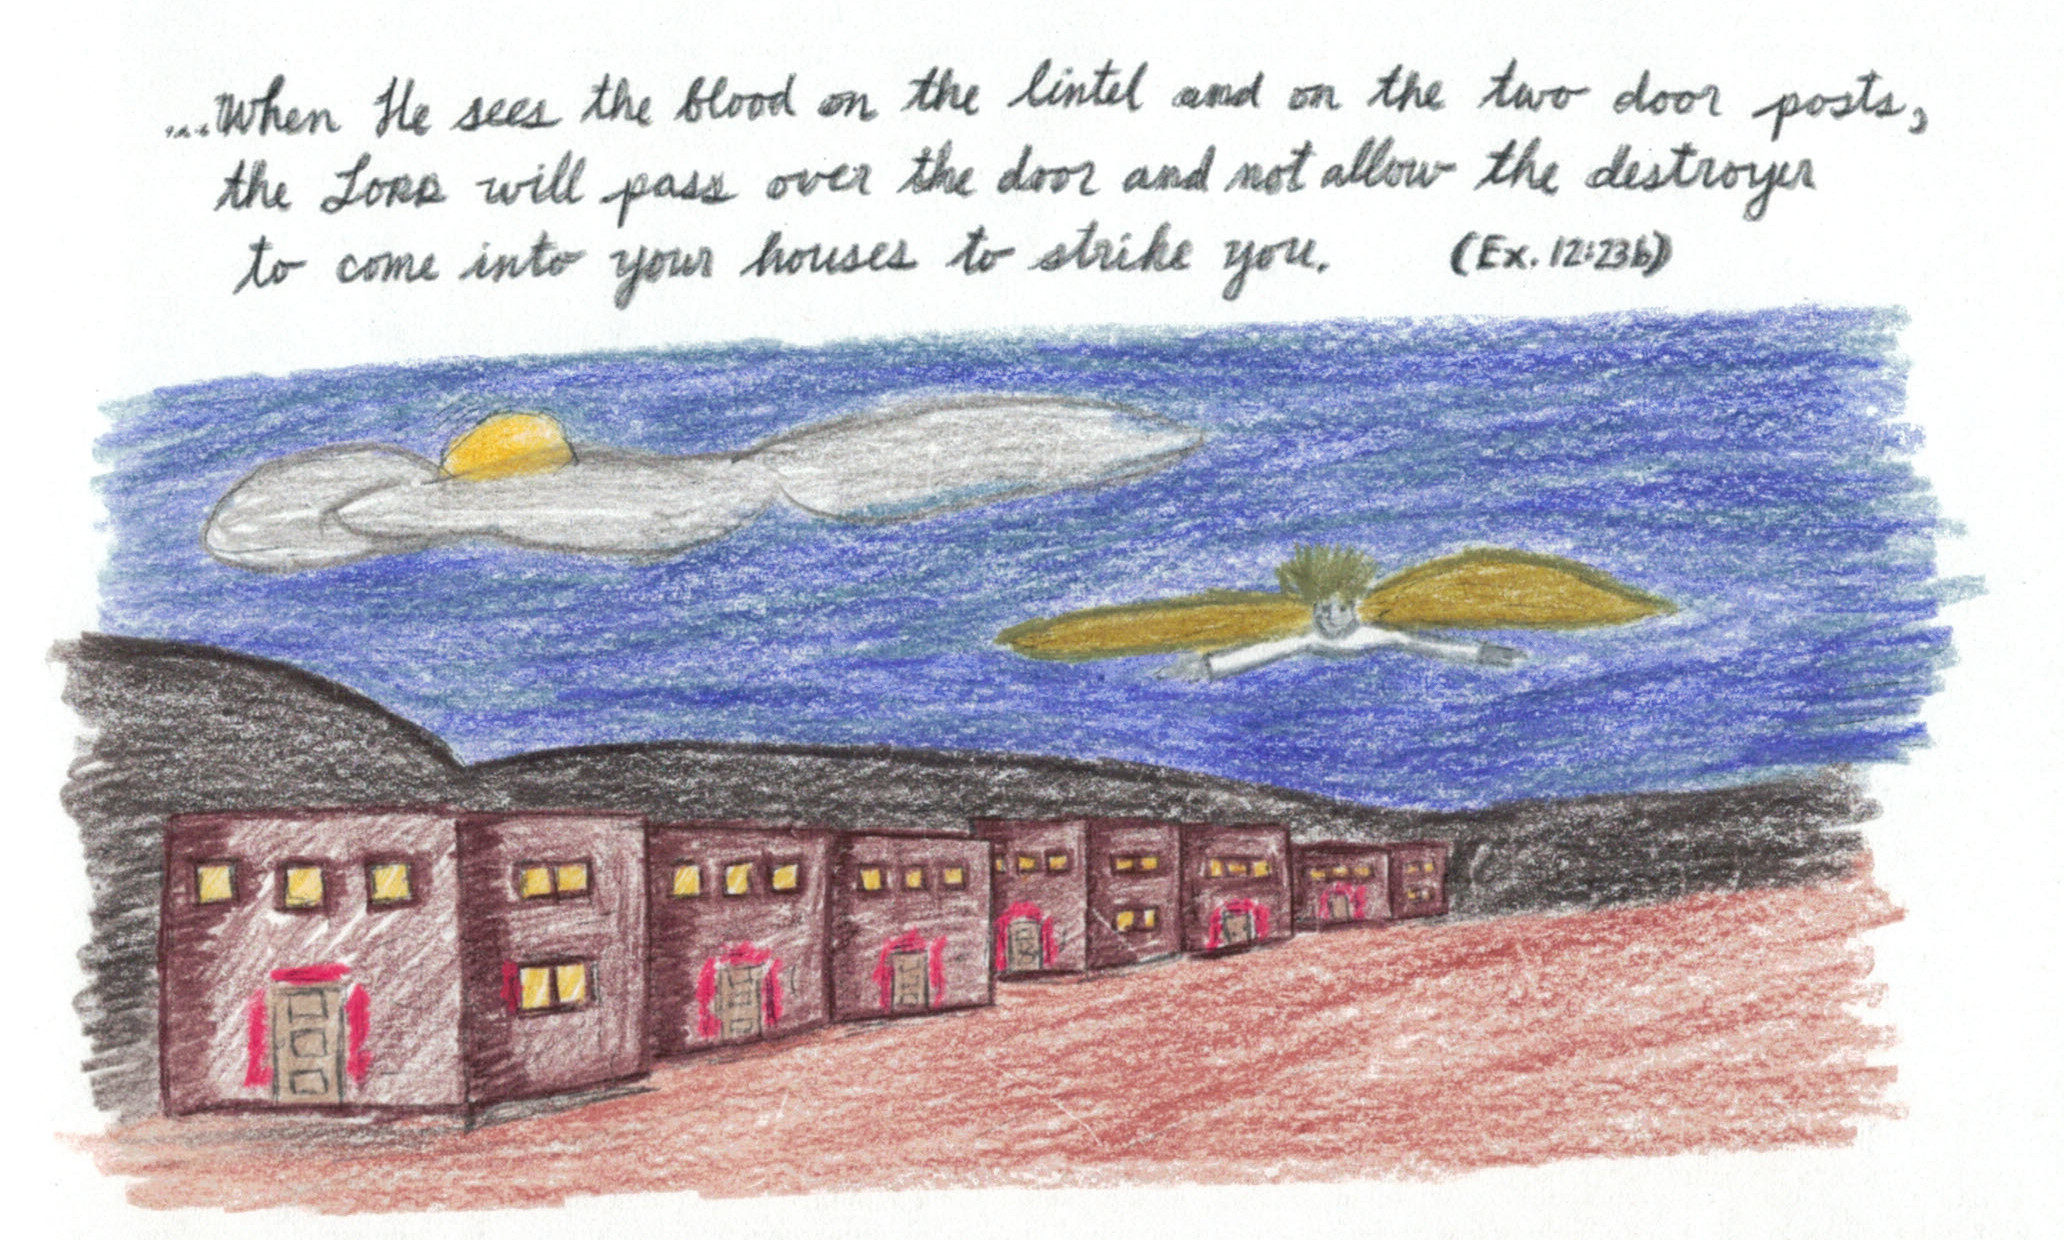 ...When He sees the blood on the lintel and on the two door posts,
the LORD will pass over the door and not allow the destroyer
to come into your houses to strike you. (Ex. 12:23b)